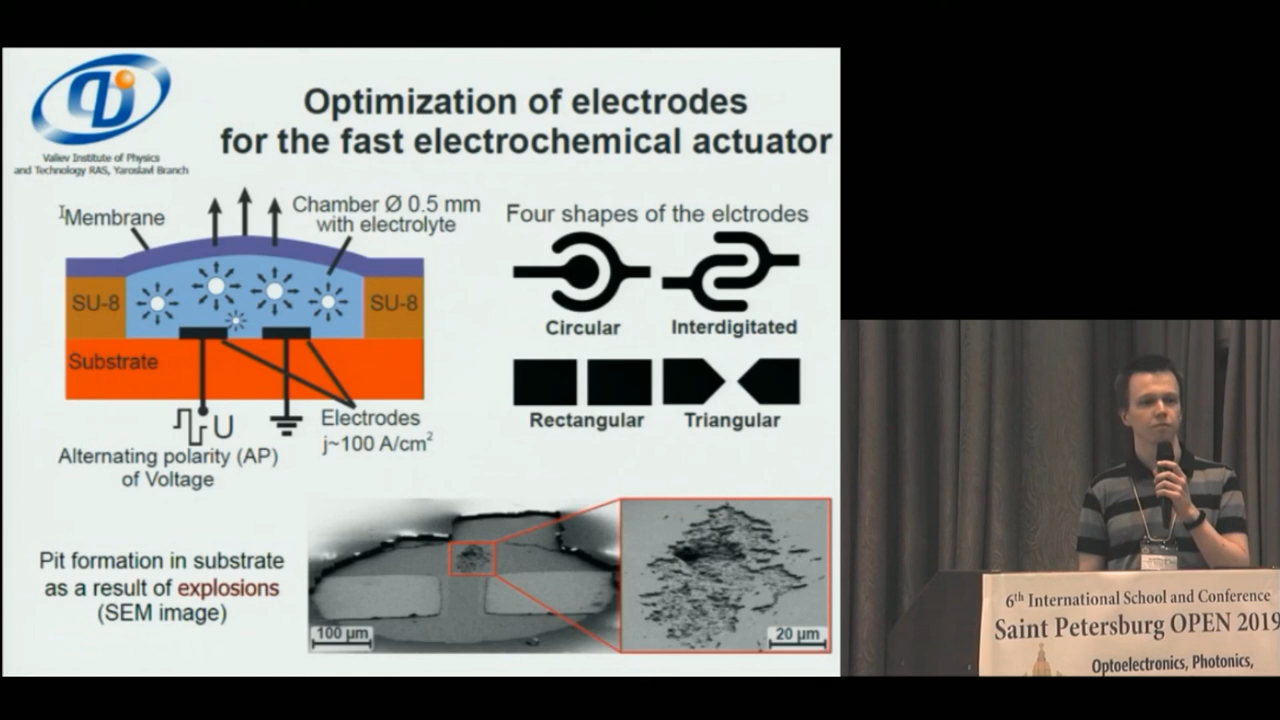 Valiev Institute of Physics
and Technology RAS, Yaroslavl Branch
Optimization of electrodes
for the fast electrochemical actuator
Membrane
Chamber Ø 0.5 mm
with electrolyte
SU-8
SU-8
Substrate
U
Alternating polarity (AP)
of Voltage
Electrodes
j~100 A/cm²
Four shapes of the elctrodes
Circular
Interdigitated
Rectangular
Triangular
Pit formation in substrate
as a result of explosions
(SEM image)
100 µm
20 µm
6th International School and Conference
Saint Petersburg OPEN 2019
Optoelectronics, Photonics,